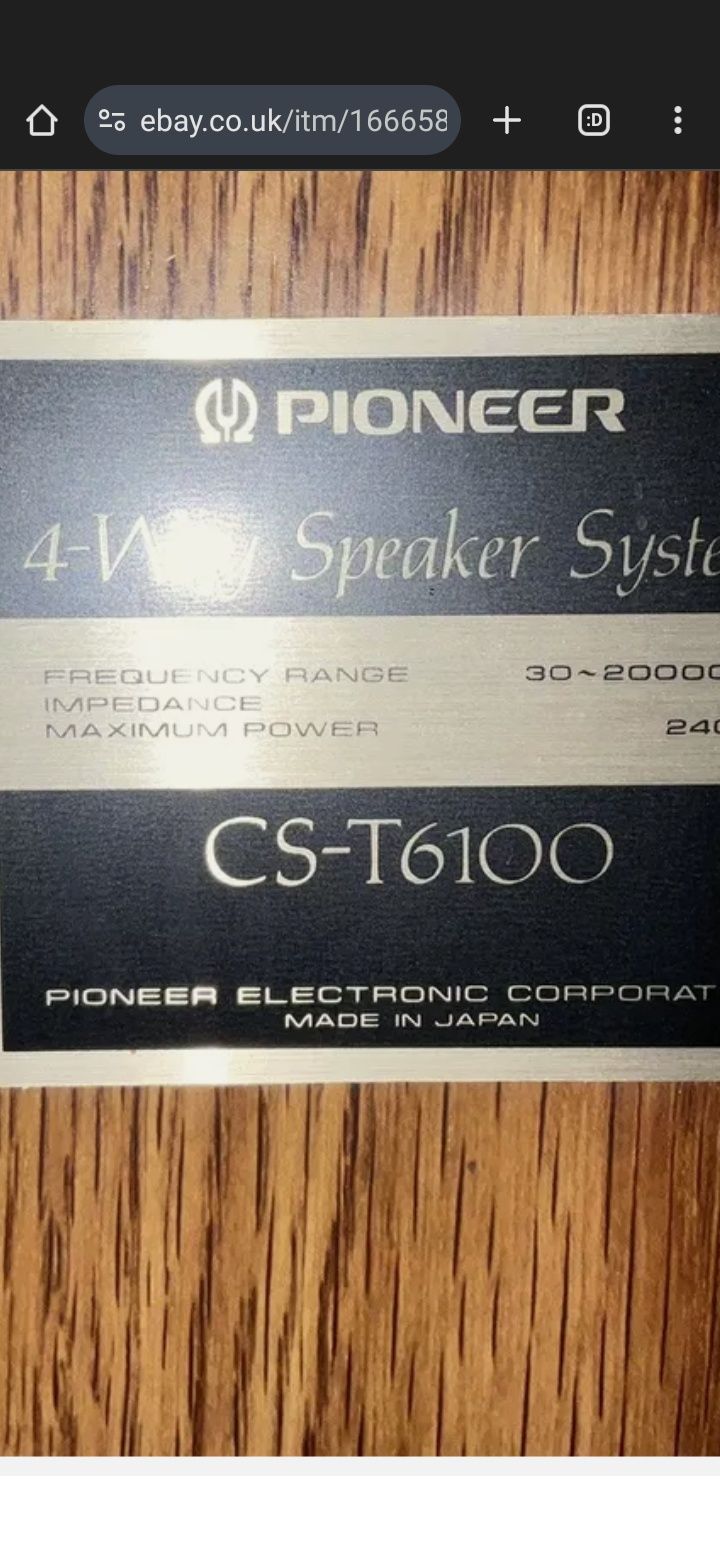 ebay.co.uk/itm/166658
:D
PIONEER
4-Way Speaker Syste
FREQUENCY RANGE 30~20000
IMPEDANCE
MAXIMUM POWER 240
CS-T6100
PIONEER ELECTRONIC CORPORAT
MADE IN JAPAN